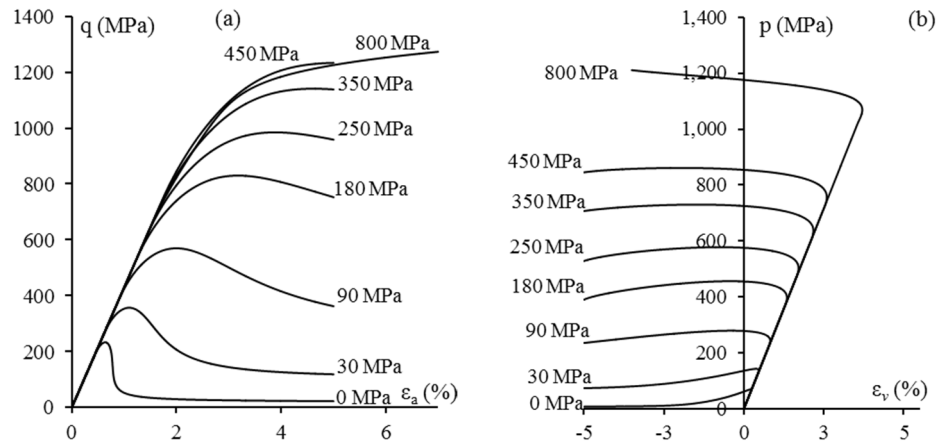 1400 q (MPa) (a)
1200
1000
800
600
400
200
0
0 2 4 6
εa (%)
450 MPa
800 MPa
350 MPa
250 MPa
180 MPa
90 MPa
30 MPa
0 MPa
1,400 p (MPa) (b)
1,200
1,000
800
600
400
200
0
-5 -3 0 3 5
εv (%)
800 MPa
450 MPa
350 MPa
250 MPa
180 MPa
90 MPa
30 MPa
0 MPa